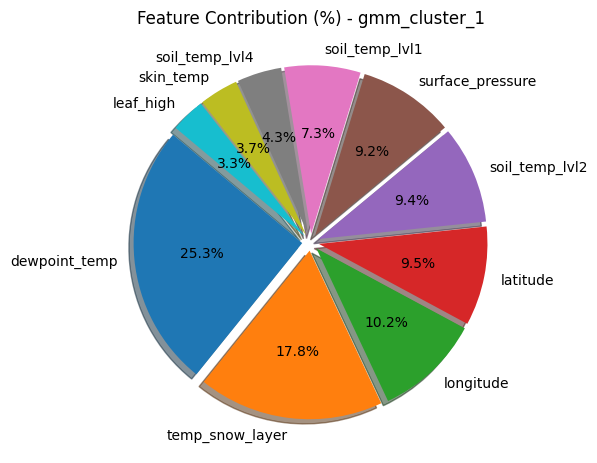 Feature Contribution (%) - gmm_cluster_1
soil_temp_lvl1
soil_temp_lvl4
skin_temp
surface_pressure
leaf_high
7.3%
4.3%
3.7%
9.2%
3.3%
soil_temp_lvl2
9.4%
25.3%
dewpoint_temp
9.5%
latitude
10.2%
17.8%
longitude
temp_snow_layer